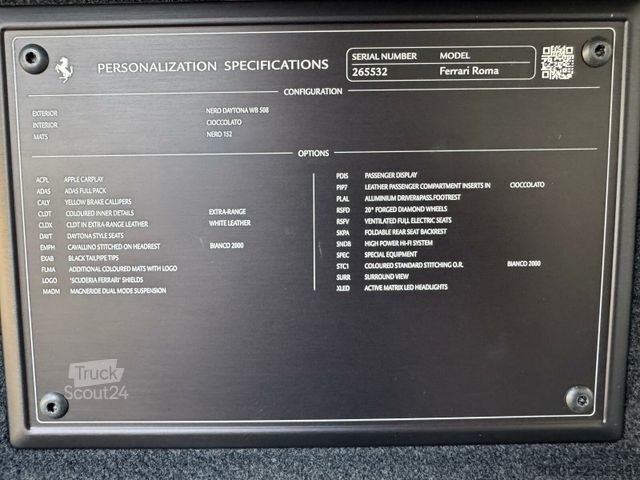 PERSONALIZATION SPECIFICATIONS
SERIAL NUMBER MODEL
265532 Ferrari Roma
CONFIGURATION
EXTERIOR NERO DAYTONA WB 508
INTERIOR CIOCCOLATO
MATS NERO 152
OPTIONS
ACPL APPLE CARPLAY
ADAS ADAS FULL PACK
CALY YELLOW BRAKE CALLIPERS
CLDT COLOURED INNER DETAILS EXTRA-RANGE
CLDX CLDT IN EXTRA-RANGE LEATHER WHITE LEATHER
DAYT DAYTONA STYLE SEATS
EMPH CAVALLINO STITCHED ON HEADREST BIANCO 2000
EXAB BLACK TAILPIPE TIPS
FLMA ADDITIONAL COLOURED MATS WITH LOGO
LOGO 'SCUDERIA FERRARI' SHIELDS
MADM MAGNERIDE DUAL MODE SUSPENSION
PDIS PASSENGER DISPLAY
PIP7 LEATHER PASSENGER COMPARTMENT INSERTS IN CIOCCOLATO
PLAL ALUMINIUM DRIVER&PASS.FOOTREST
RSFD 20" FORGED DIAMOND WHEELS
RSFV VENTILATED FULL ELECTRIC SEATS
SKPA FOLDABLE REAR SEAT BACKREST
SNDB HIGH POWER HI-FI SYSTEM
SPEC SPECIAL EQUIPMENT
STC1 COLOURED STANDARD STITCHING O.R. BIANCO 2000
SURR SURROUND VIEW
XLED ACTIVE MATRIX LED HEADLIGHTS
Truck
Scout24